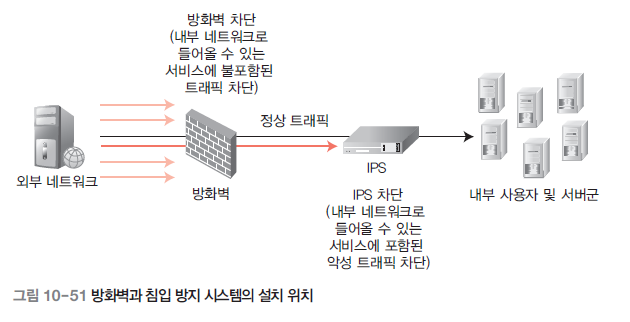 방화벽 차단
(내부 네트워크로
들어올 수 있는
서비스에 불포함된
트래픽 차단)
정상 트래픽
외부 네트워크
방화벽
IPS
IPS 차단
(내부 네트워크로
들어올 수 있는
서비스에 포함된
악성 트래픽 차단)
내부 사용자 및 서버군
그림 10-51 방화벽과 침입 방지 시스템의 설치 위치